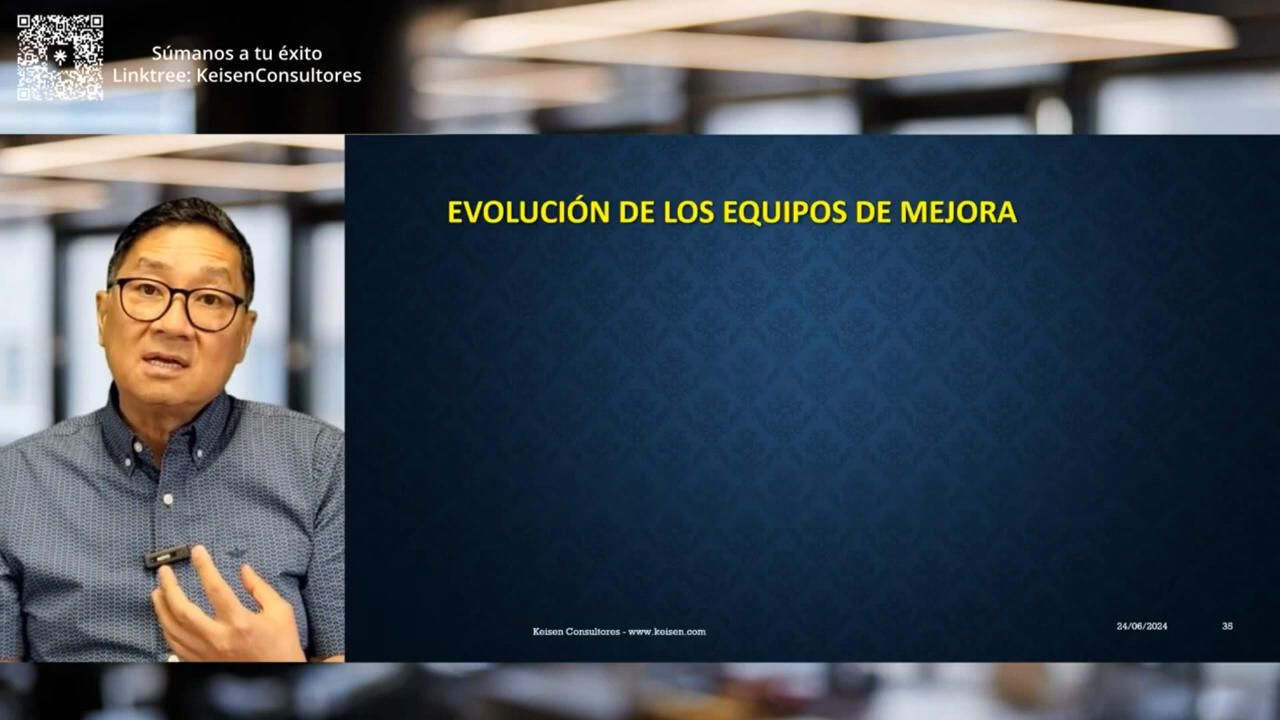 Súmanos a tu éxito
Linktree: KeisenConsultores
EVOLUCIÓN DE LOS EQUIPOS DE MEJORA
Keisen Consultores - www.keisen.com
24/06/2024
35